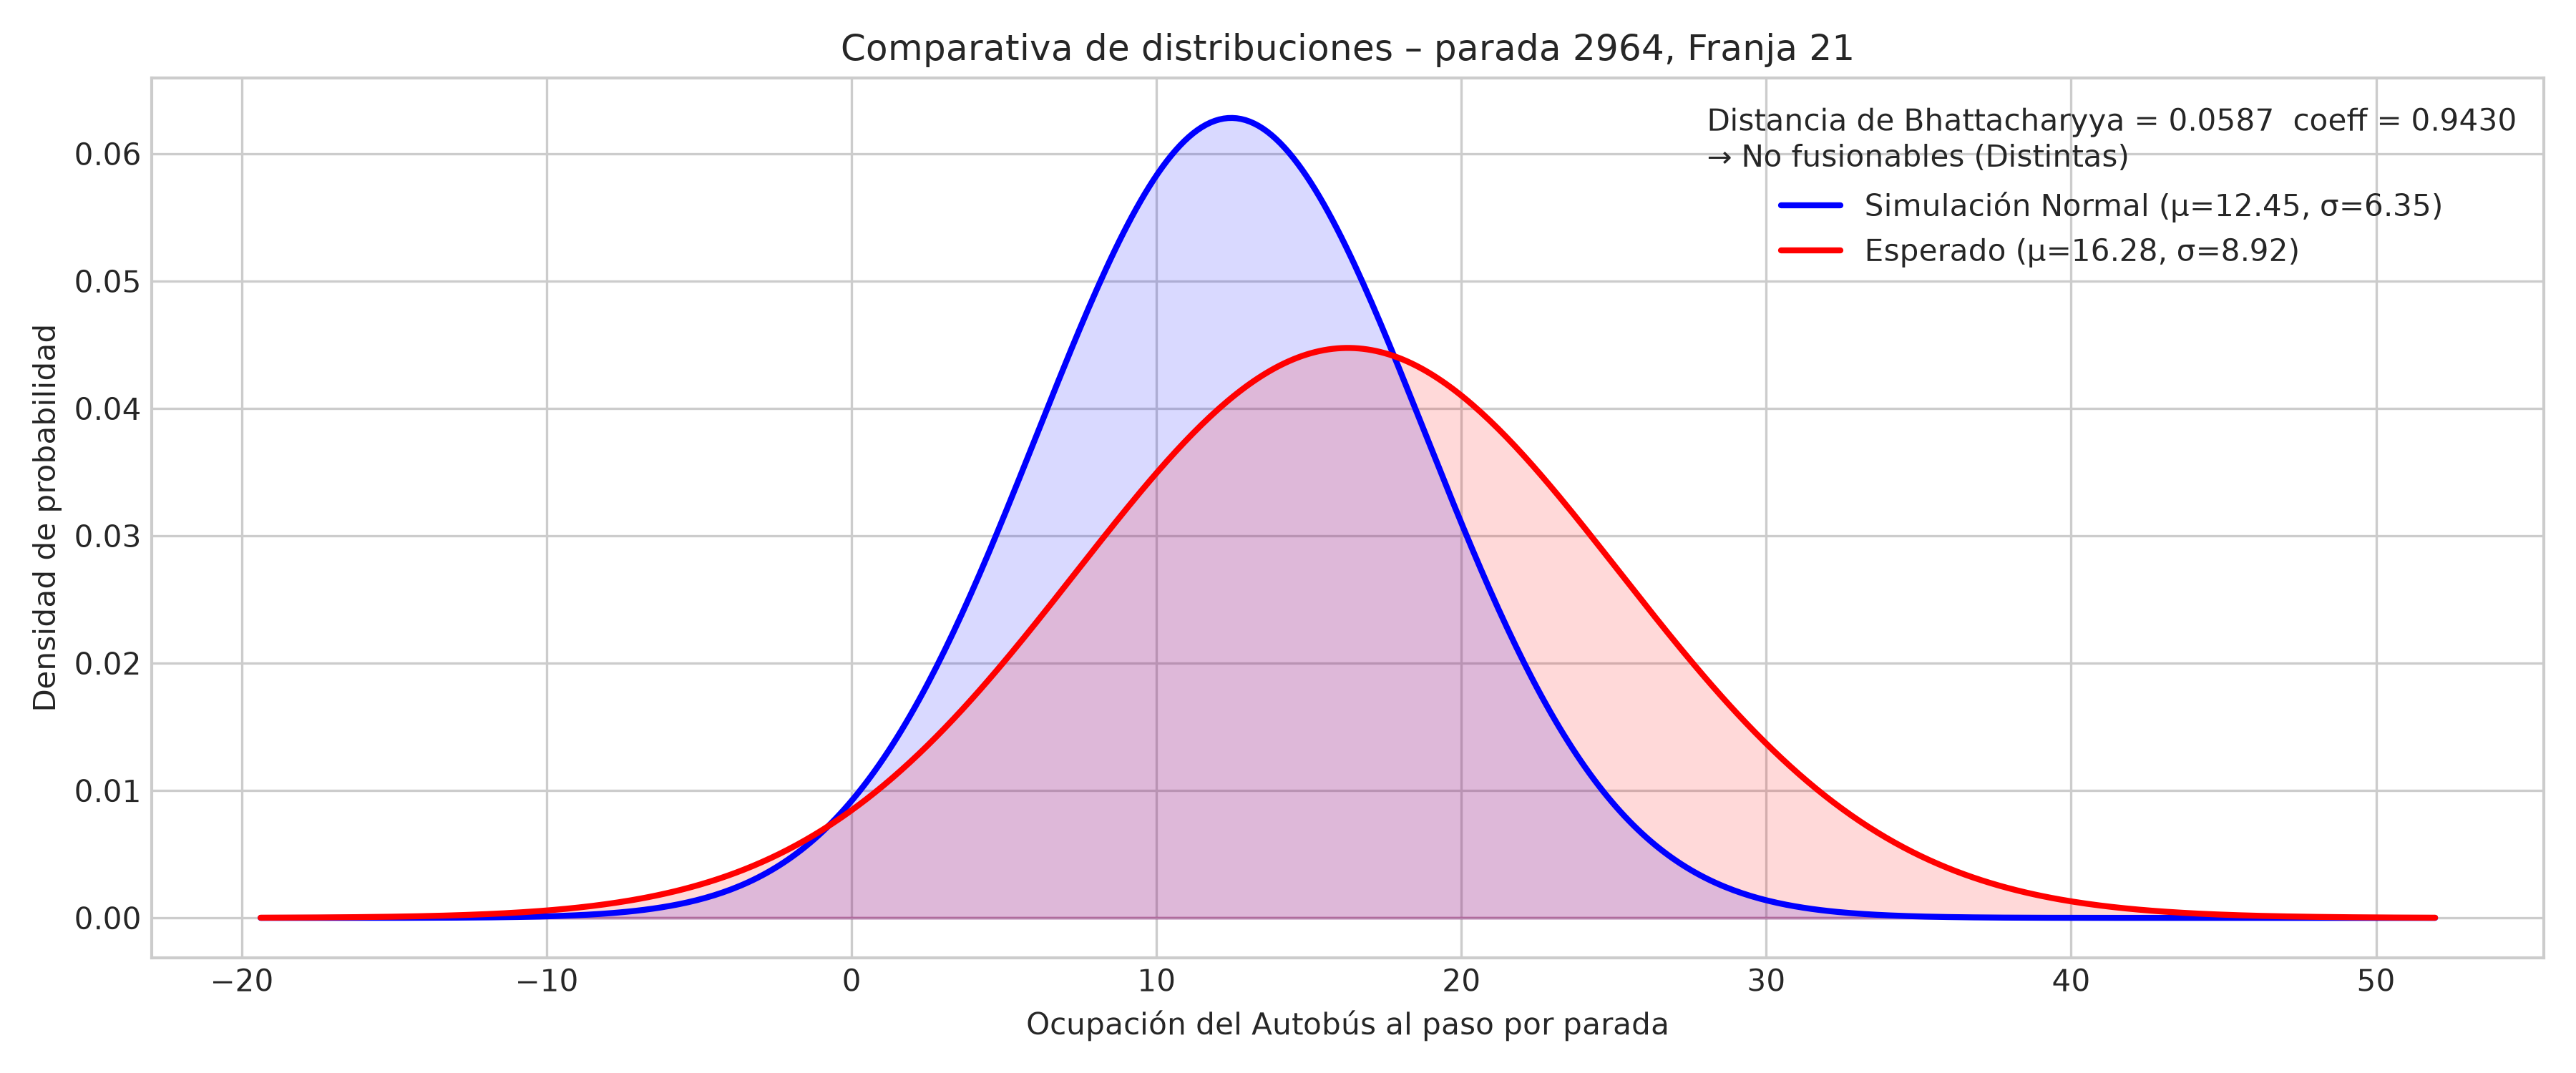 Comparativa de distribuciones – parada 2964, Franja 21
Distancia de Bhattacharyya = 0.0587  coeff = 0.9430
→ No fusionables (Distintas)
Simulación Normal (μ=12.45, σ=6.35)
Esperado (μ=16.28, σ=8.92)
Densidad de probabilidad
0.06
0.05
0.04
0.03
0.02
0.01
0.00
−20 −10 0 10 20 30 40 50
Ocupación del Autobús al paso por parada